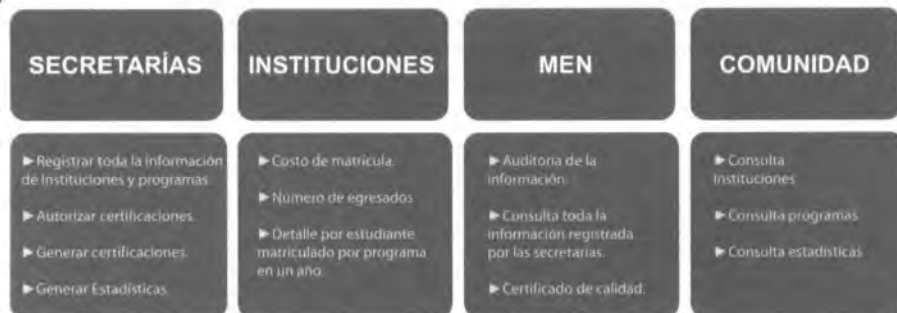 SECRETARÍAS
INSTITUCIONES
MEN
COMUNIDAD
►Registrar toda la información
de Instituciones y programas.
►Autorizar certificaciones.
►Generar certificaciones.
►Generar Estadísticas.
►Costo de matrícula.
►Número de egresados
►Detalle por estudiante
matriculado por programa
en un año.
►Auditoria de la
información.
►Consulta toda la
información registrada
por las secretarias.
►Certificado de calidad.
►Consulta
Instituciones
►Consulta programas
►Consulta estadísticas